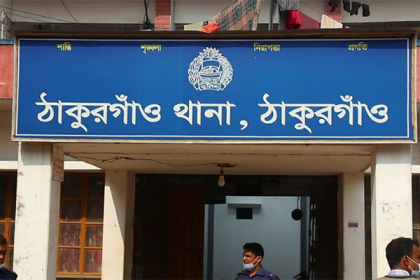 শান্তি শৃঙ্খলা নিরাপত্তা প্রগতি
ঠাকুরগাঁও থানা, ঠাকুরগাঁও